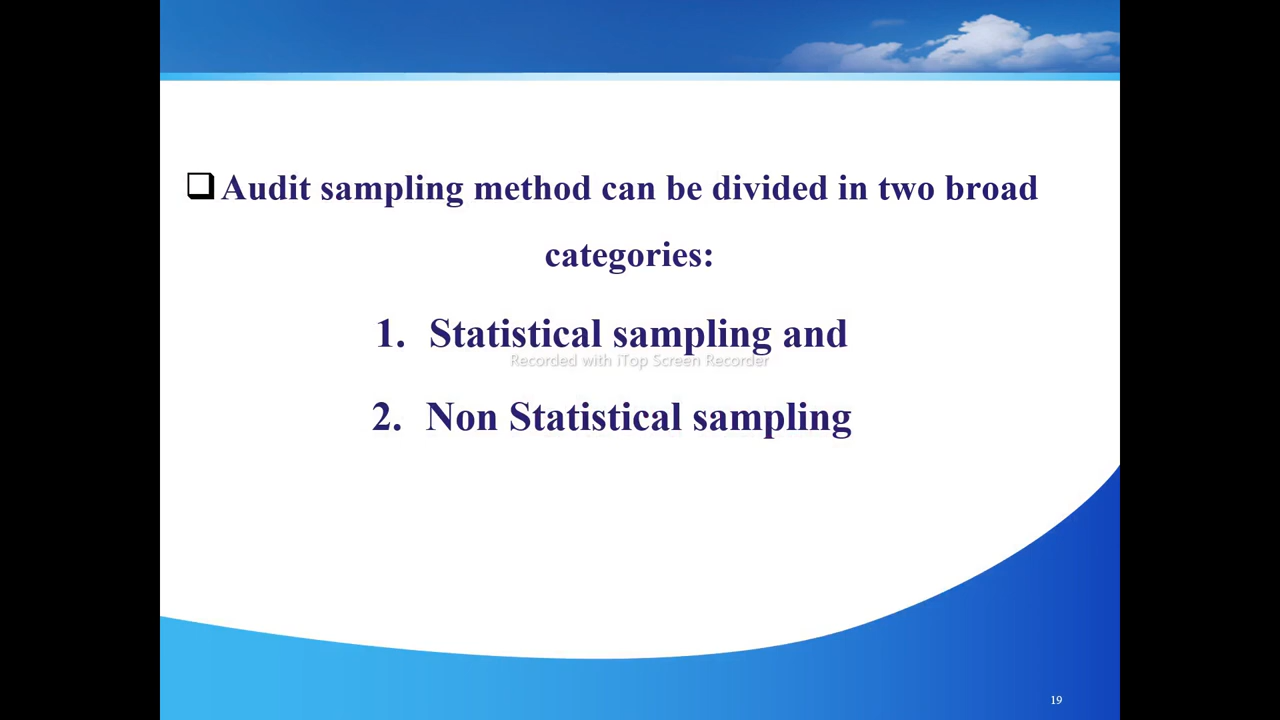 Audit sampling method can be divided in two broad
categories:
1. Statistical sampling and
Recorded with iTop Screen Recorder
2. Non Statistical sampling
19